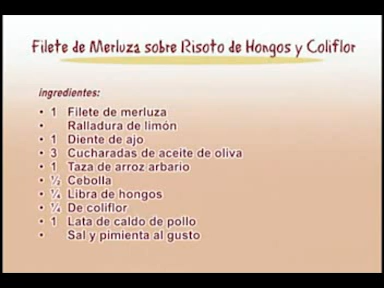 Filete de Merluza sobre Risoto de Hongos y Coliflor
ingredientes:
• 1 Filete de merluza
• Ralladura de limón
• 1 Diente de ajo
• 3 Cucharadas de aceite de oliva
• 1 Taza de arroz arbario
• ½ Cebolla
• ¼ Libra de hongos
• ¼ De coliflor
• 1 Lata de caldo de pollo
• Sal y pimienta al gusto